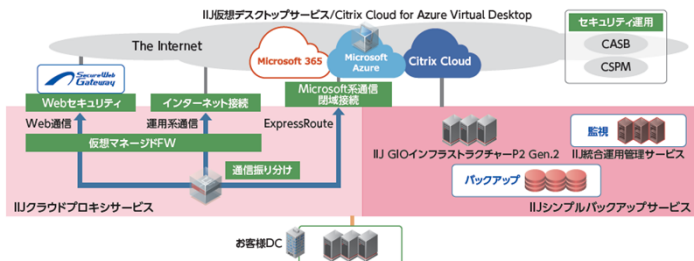 IIJ仮想デスクトップサービス/Citrix Cloud for Azure Virtual Desktop
セキュリティ運用
CASB
CSPM
The Internet
Microsoft 365
Microsoft
Azure
Citrix Cloud
SecureWeb
Gateway
Webセキュリティ
インターネット接続
Microsoft系通信
閉域接続
Web通信
運用系通信
ExpressRoute
仮想マネージドFW
通信振り分け
IIJ GIOインフラストラクチャーP2 Gen.2
監視
IIJ統合運用管理サービス
バックアップ
IIJクラウドプロキシサービス
IIJシンプルバックアップサービス
お客様DC